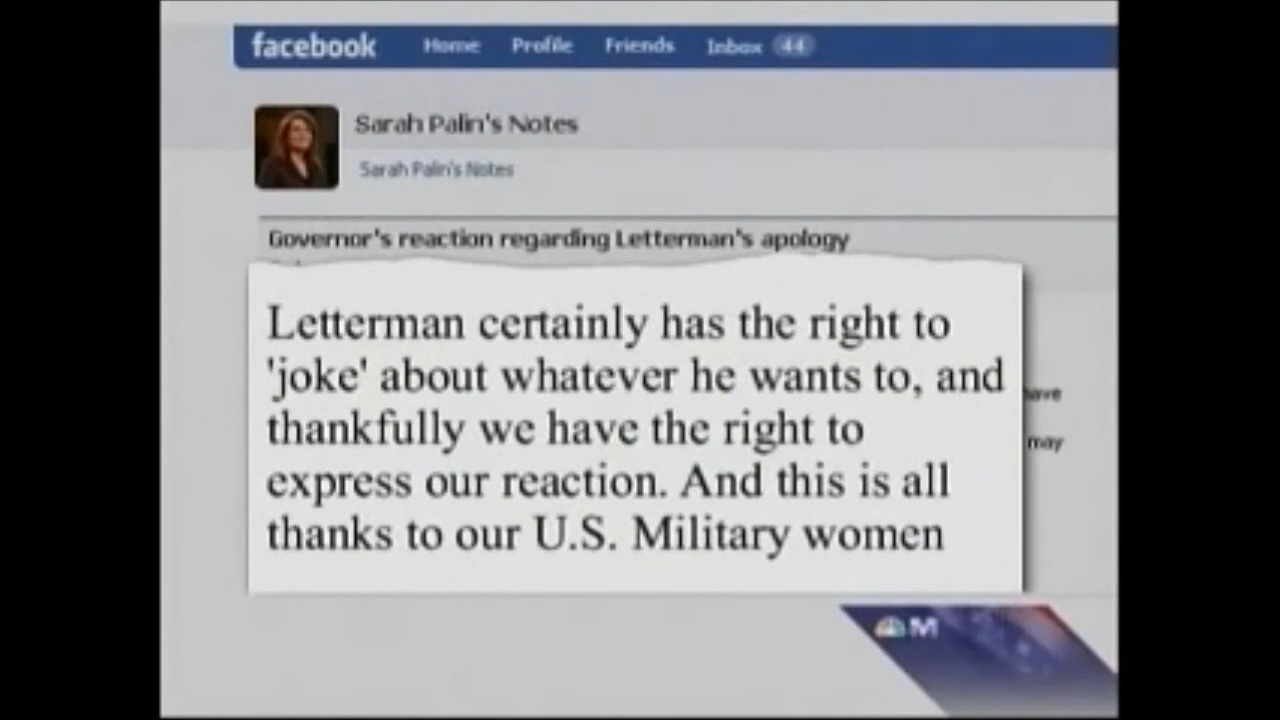 facebook Home Profile Friends Inbox 44
Sarah Palin's Notes
Sarah Palin's Notes
Governor's reaction regarding Letterman's apology
Letterman certainly has the right to
'joke' about whatever he wants to, and
thankfully we have the right to
express our reaction. And this is all
thanks to our U.S. Military women
have
may
M